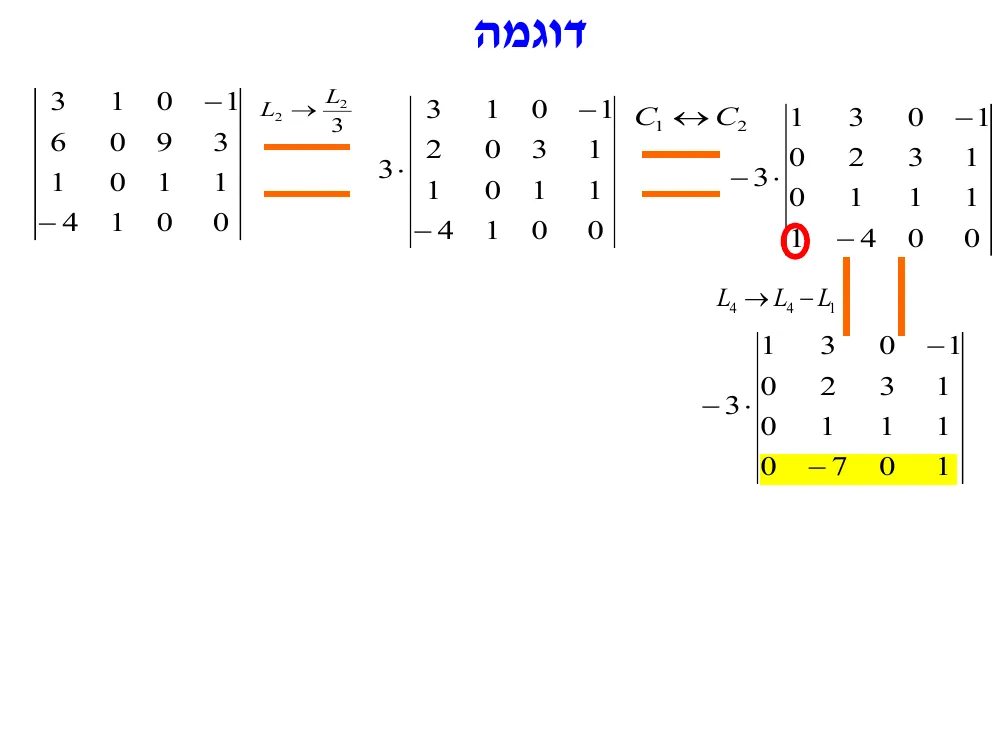 דוגמה
| 3 1 0 −1 |
| 6 0 9 3 |
| 1 0 1 1 |
| −4 1 0 0 |
L₂ → L₂/3
3 ·
| 3 1 0 −1 |
| 2 0 3 1 |
| 1 0 1 1 |
| −4 1 0 0 |
C₁ ↔ C₂
−3 ·
| 1 3 0 −1 |
| 0 2 3 1 |
| 0 1 1 1 |
| 1 −4 0 0 |
L₄ → L₄ − L₁
−3 ·
| 1 3 0 −1 |
| 0 2 3 1 |
| 0 1 1 1 |
| 0 −7 0 1 |